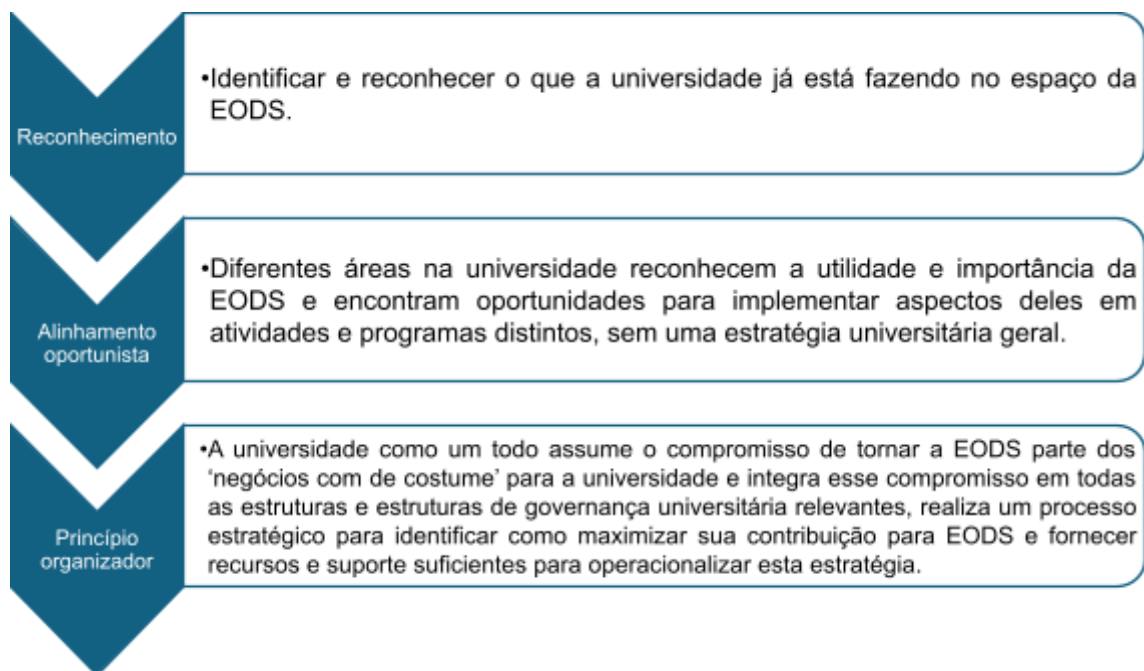 Reconhecimento
•Identificar e reconhecer o que a universidade já está fazendo no espaço da
EODS.
Alinhamento
oportunista
•Diferentes áreas na universidade reconhecem a utilidade e importância da
EODS e encontram oportunidades para implementar aspectos deles em
atividades e programas distintos, sem uma estratégia universitária geral.
Princípio
organizador
•A universidade como um todo assume o compromisso de tornar a EODS parte dos
‘negócios com de costume’ para a universidade e integra esse compromisso em todas
as estruturas e estruturas de governança universitária relevantes, realiza um processo
estratégico para identificar como maximizar sua contribuição para EODS e fornecer
recursos e suporte suficientes para operacionalizar esta estratégia.